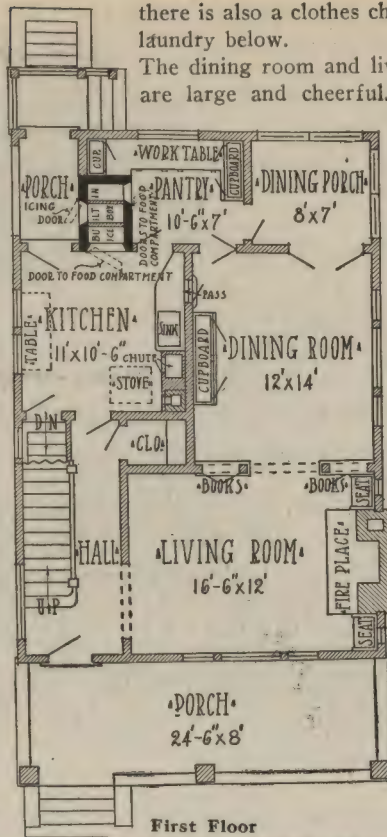 there is also a clothes ch
laundry below.
The dining room and liv
are large and cheerful.
CUP.
WORK TABLE
CUPBOARD
PORCH
ICING
DOOR
BUILT IN
ICE BOX
DOORS TO FOOD
COMPARTMENT
PANTRY
10'-6"x7'
DINING PORCH
8'x7'
DOOR TO FOOD COMPARTMENT
PASS
TABLE
KITCHEN
11'x10'-6"
SINK
CHUTE
STOVE
CUPBOARD
DINING ROOM
12'x14'
DN
CLO.
BOOKS
BOOKS
SEAT
HALL
LIVING ROOM
16'-6"x12'
FIRE PLACE
UP
SEAT
PORCH
24'-6"x8'
First Floor